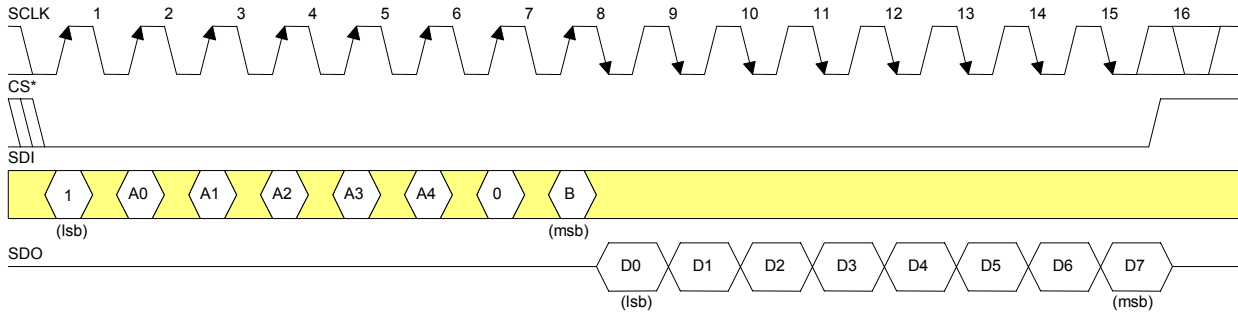 SCLK 1 2 3 4 5 6 7 8 9 10 11 12 13 14 15 16
CS*
SDI
1 A0 A1 A2 A3 A4 0 B
(lsb) (msb)
SDO
D0 D1 D2 D3 D4 D5 D6 D7
(lsb) (msb)